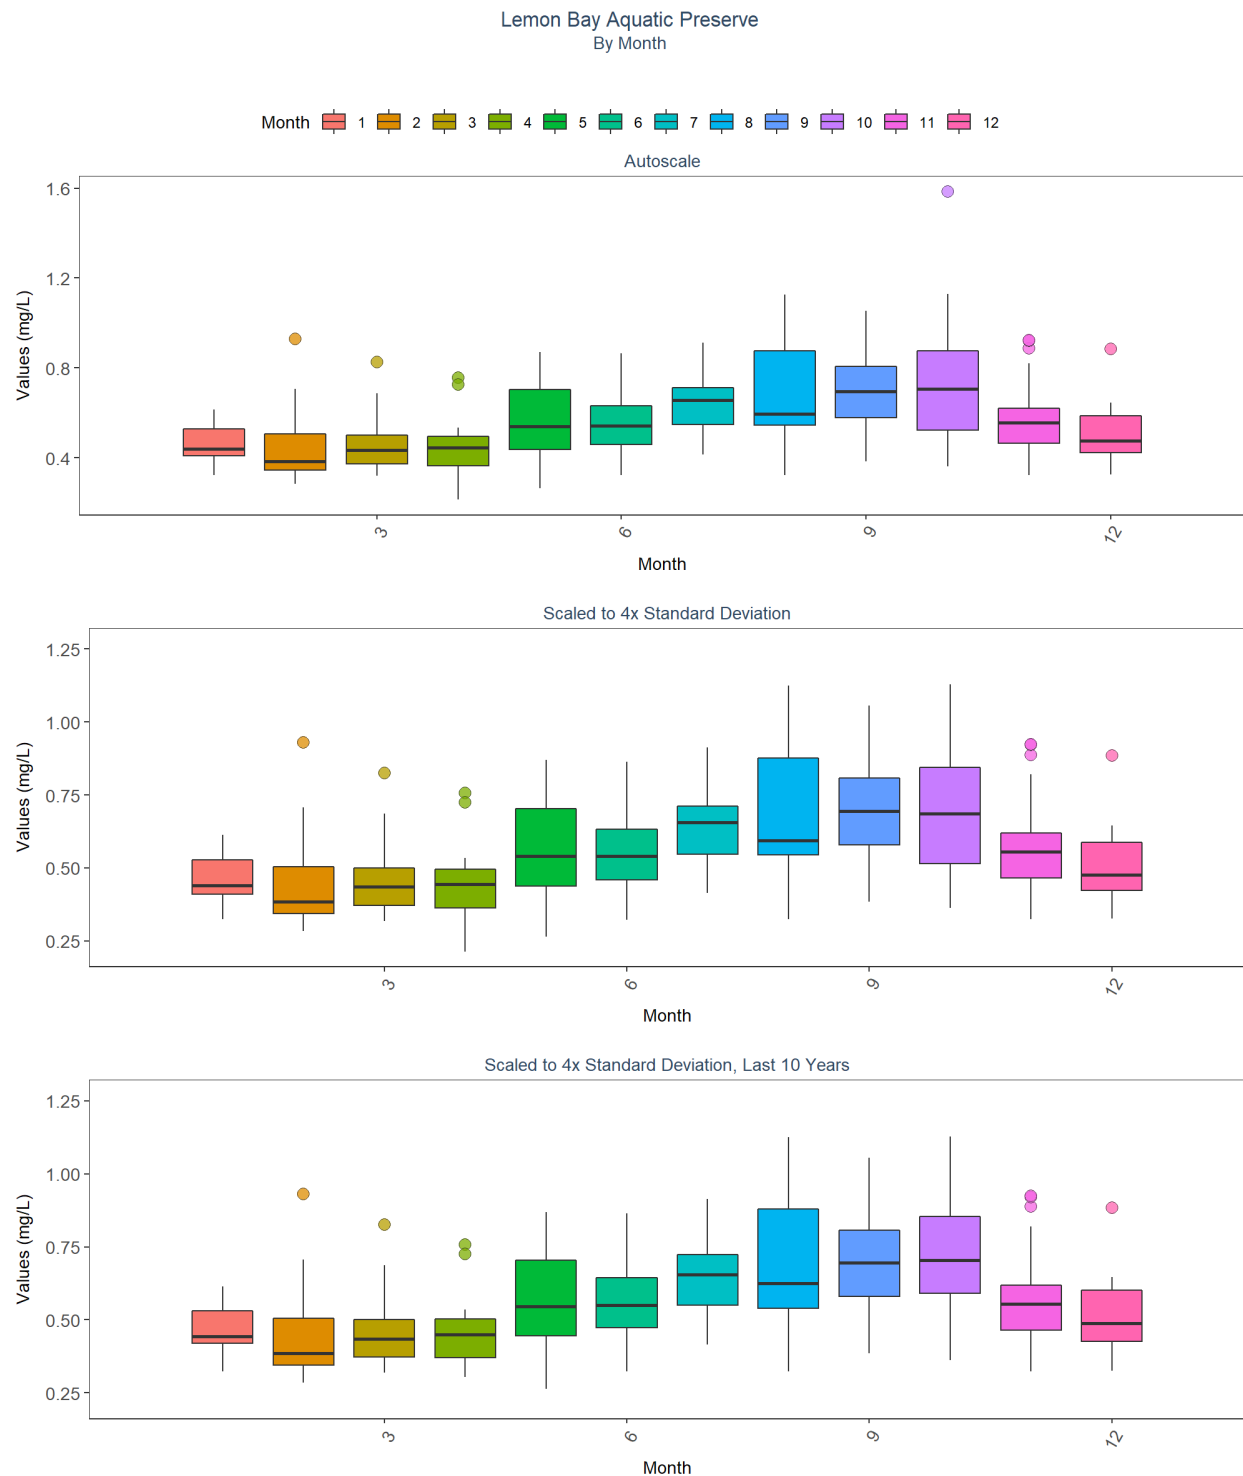 Lemon Bay Aquatic Preserve
By Month
Month 1 2 3 4 5 6 7 8 9 10 11 12
Autoscale
1.6
1.2
0.8
0.4
Values (mg/L)
3 6 9 12
Month
Scaled to 4x Standard Deviation
1.25
1.00
0.75
0.50
0.25
Values (mg/L)
3 6 9 12
Month
Scaled to 4x Standard Deviation, Last 10 Years
1.25
1.00
0.75
0.50
0.25
Values (mg/L)
3 6 9 12
Month